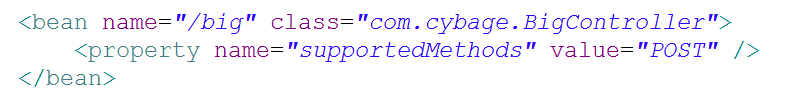 <bean name="/big" class="com.cybage.BigController">
    <property name="supportedMethods" value="POST" />
</bean>